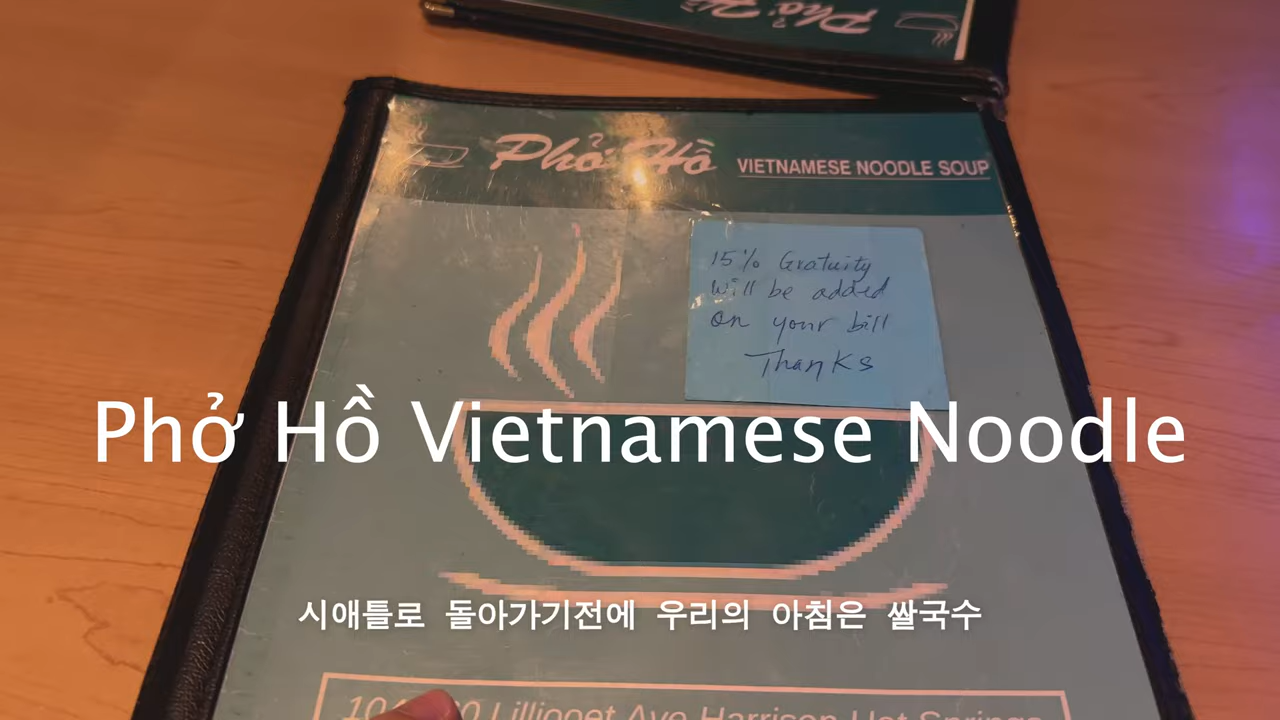 Phở Hồ
Phở Hồ VIETNAMESE NOODLE SOUP
15% Gratuity
will be added
on your bill
Thanks
Phở Hồ Vietnamese Noodle
시애틀로 돌아가기전에 우리의 아침은 쌀국수
Lillooet Ave Harrison Hot Springs